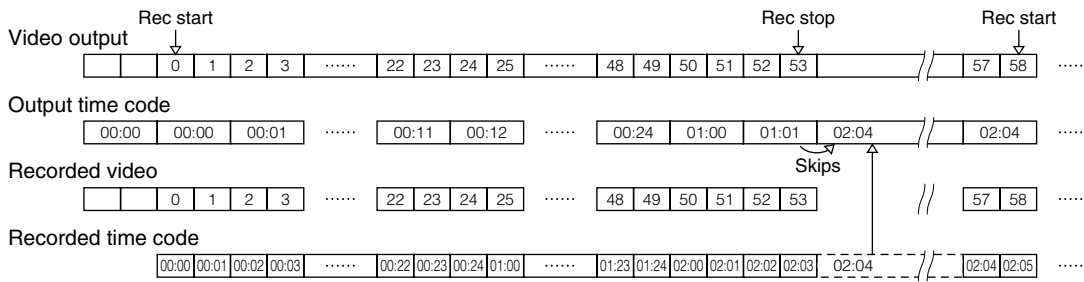 Rec start Rec stop Rec start
Video output
0 1 2 3 ...... 22 23 24 25 ...... 48 49 50 51 52 53 57 58 .....
Output time code
00:00 00:00 00:01 ...... 00:11 00:12 ...... 00:24 01:00 01:01 02:04 02:04 .....
Skips
Recorded video
0 1 2 3 ...... 22 23 24 25 ...... 48 49 50 51 52 53 57 58 .....
Recorded time code
00:00 00:01 00:02 00:03 ...... 00:22 00:23 00:24 01:00 ...... 01:23 01:24 02:00 02:01 02:02 02:03 02:04 02:04 02:05 .....